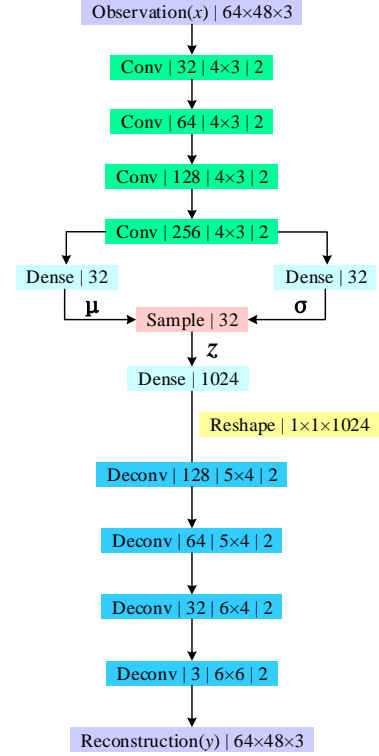 Observation(x) | 64×48×3
Conv | 32 | 4×3 | 2
Conv | 64 | 4×3 | 2
Conv | 128 | 4×3 | 2
Conv | 256 | 4×3 | 2
Dense | 32
Dense | 32
μ
σ
Sample | 32
z
Dense | 1024
Reshape | 1×1×1024
Deconv | 128 | 5×4 | 2
Deconv | 64 | 5×4 | 2
Deconv | 32 | 6×4 | 2
Deconv | 3 | 6×6 | 2
Reconstruction(y) | 64×48×3